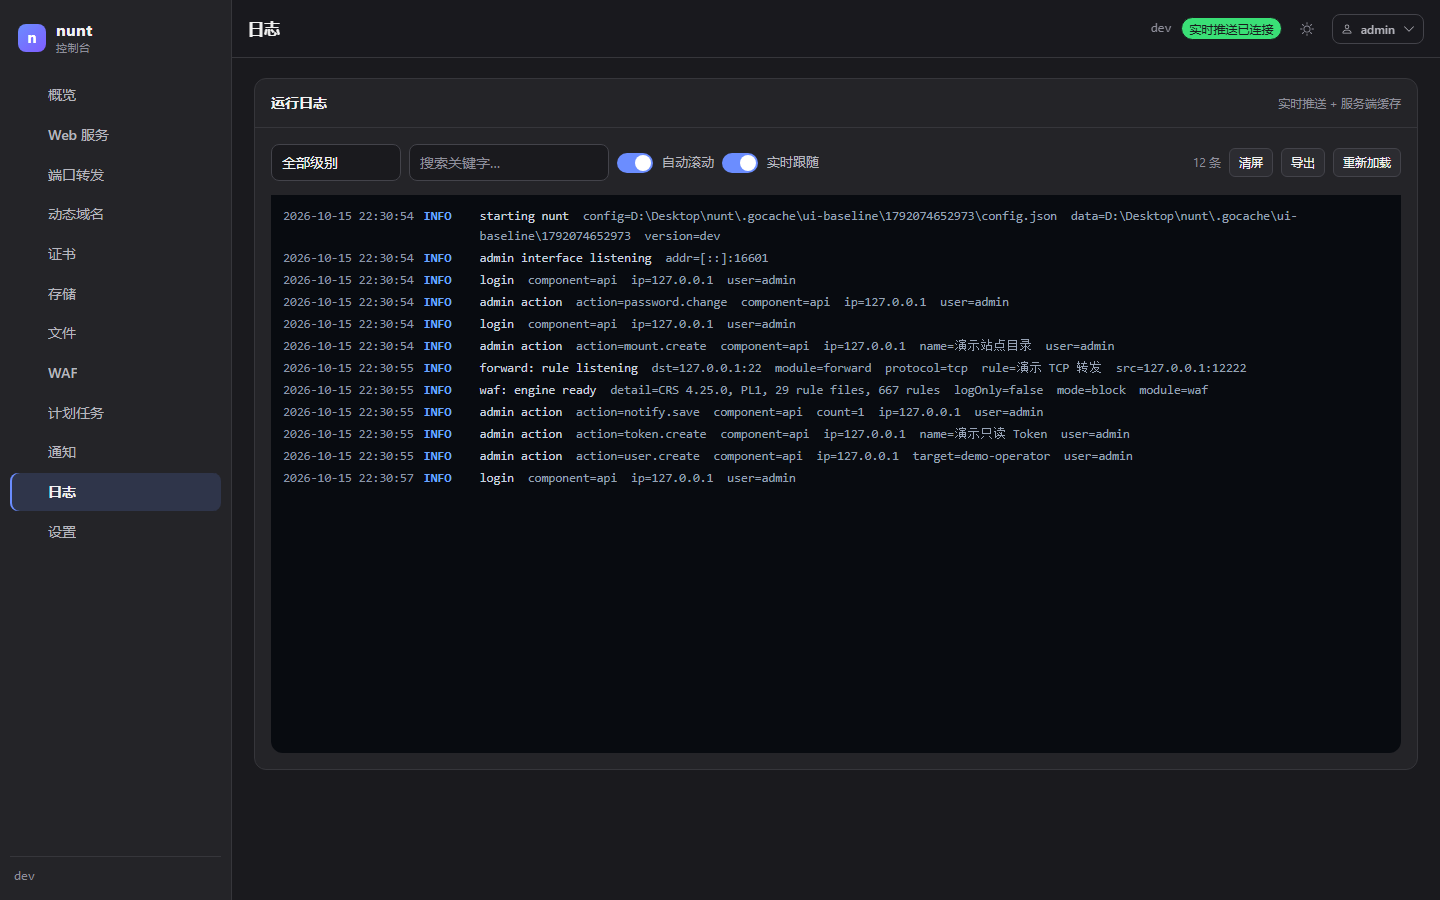 n
nunt
控制台
概览
Web 服务
端口转发
动态域名
证书
存储
文件
WAF
计划任务
通知
日志
设置
dev
日志
dev
实时推送已连接
admin
运行日志
实时推送 + 服务端缓存
全部级别
搜索关键字...
自动滚动
实时跟随
12 条
清屏
导出
重新加载
2026-10-15 22:30:54 INFO starting nunt config=D:\Desktop\nunt\.gocache\ui-baseline\1792074652973\config.json data=D:\Desktop\nunt\.gocache\ui-
baseline\1792074652973 version=dev
2026-10-15 22:30:54 INFO admin interface listening addr=[::]:16601
2026-10-15 22:30:54 INFO login component=api ip=127.0.0.1 user=admin
2026-10-15 22:30:54 INFO admin action action=password.change component=api ip=127.0.0.1 user=admin
2026-10-15 22:30:54 INFO login component=api ip=127.0.0.1 user=admin
2026-10-15 22:30:54 INFO admin action action=mount.create component=api ip=127.0.0.1 name=演示站点目录 user=admin
2026-10-15 22:30:55 INFO forward: rule listening dst=127.0.0.1:22 module=forward protocol=tcp rule=演示 TCP 转发 src=127.0.0.1:12222
2026-10-15 22:30:55 INFO waf: engine ready detail=CRS 4.25.0, PL1, 29 rule files, 667 rules logOnly=false mode=block module=waf
2026-10-15 22:30:55 INFO admin action action=notify.save component=api count=1 ip=127.0.0.1 user=admin
2026-10-15 22:30:55 INFO admin action action=token.create component=api ip=127.0.0.1 name=演示只读 Token user=admin
2026-10-15 22:30:55 INFO admin action action=user.create component=api ip=127.0.0.1 target=demo-operator user=admin
2026-10-15 22:30:57 INFO login component=api ip=127.0.0.1 user=admin